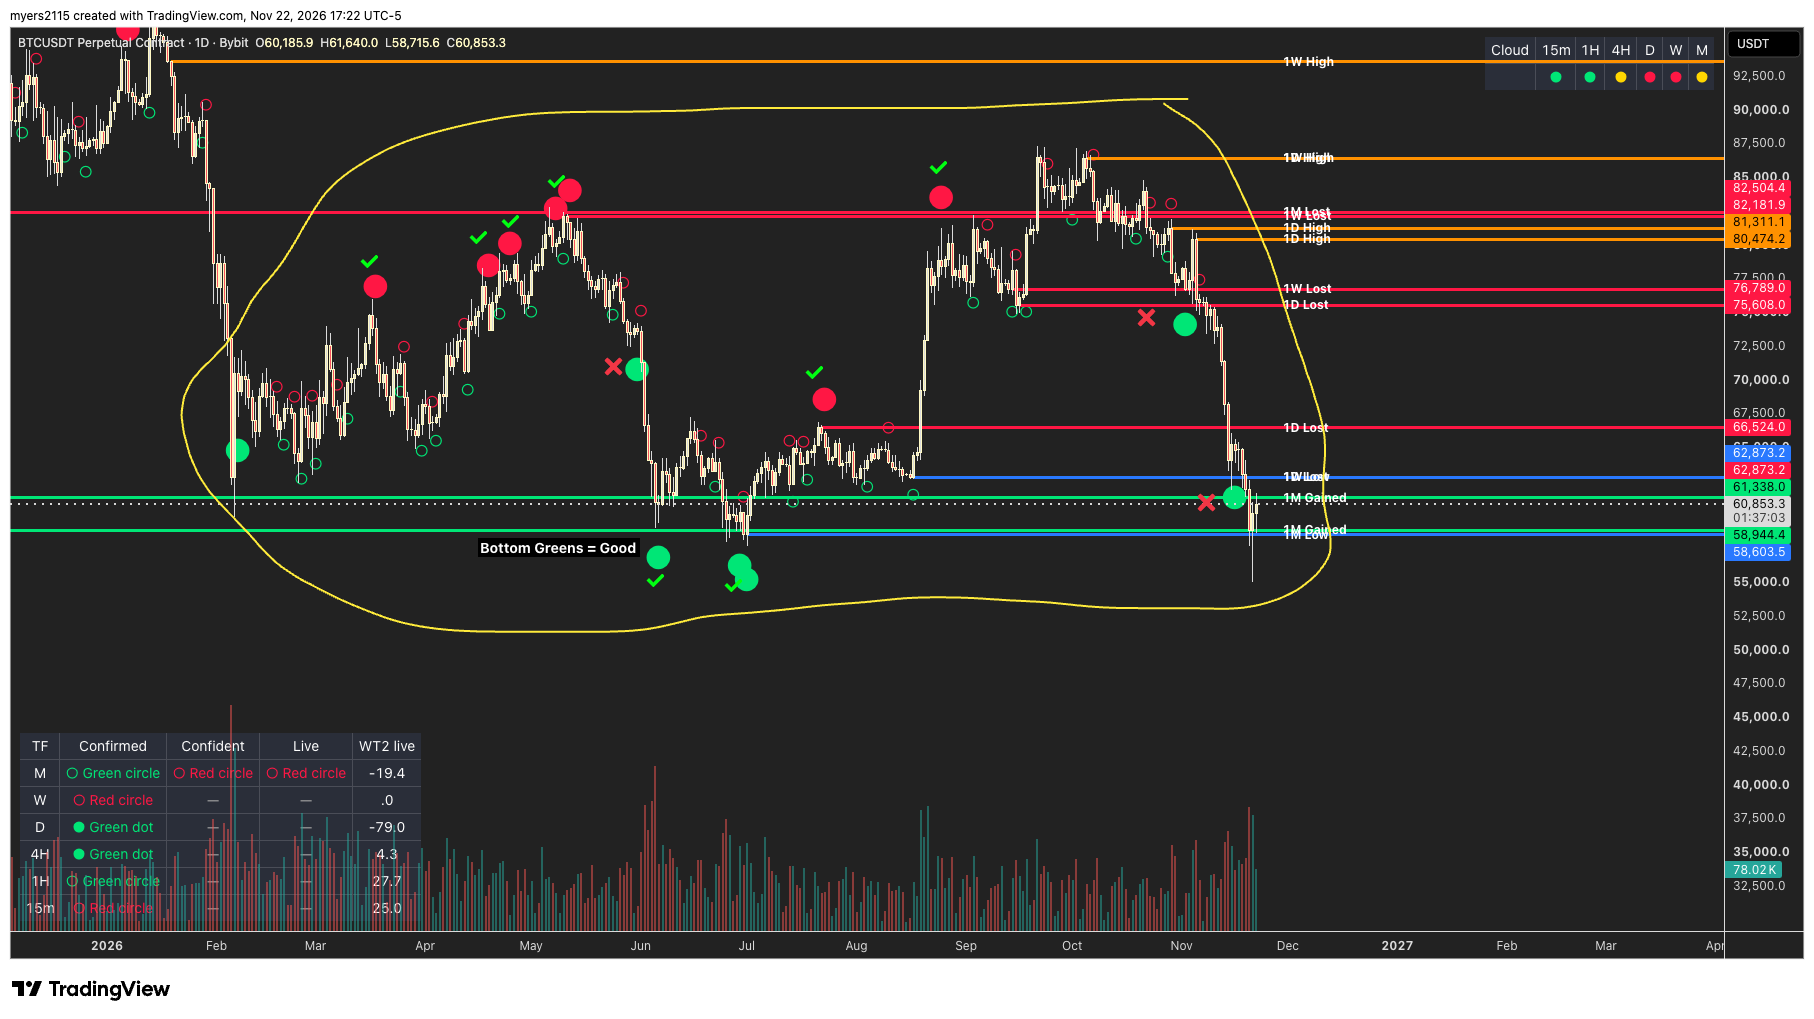 myers2115 created with TradingView.com, Nov 22, 2026 17:22 UTC-5
BTCUSDT Perpetual Contract · 1D · Bybit O60,185.9 H61,640.0 L58,715.6 C60,853.3
USDT
Cloud 15m 1H 4H D W M
1W High
92,500.0
90,000.0
87,500.0
85,000.0
82,504.4
1M Lost
82,181.9
1W Lost
81,311.1
1D High
80,474.2
1D High
77,500.0
76,789.0
1W Lost
75,608.0
1D Lost
72,500.0
70,000.0
67,500.0
66,524.0
1D Lost
62,873.2
62,873.2
61,338.0
1M Gained
60,853.3
01:37:03
58,944.4
1M Gained
58,603.5
1M Low
Bottom Greens = Good
55,000.0
52,500.0
50,000.0
47,500.0
45,000.0
42,500.0
40,000.0
37,500.0
35,000.0
78.02 K
32,500.0
TF Confirmed Confident Live WT2 live
M Green circle Red circle Red circle -19.4
W Red circle — — .0
D Green dot — — -79.0
4H Green dot — — 4.3
1H Green circle — — 27.7
15m Red circle — — 25.0
2026 Feb Mar Apr May Jun Jul Aug Sep Oct Nov Dec 2027 Feb Mar Apr
TradingView